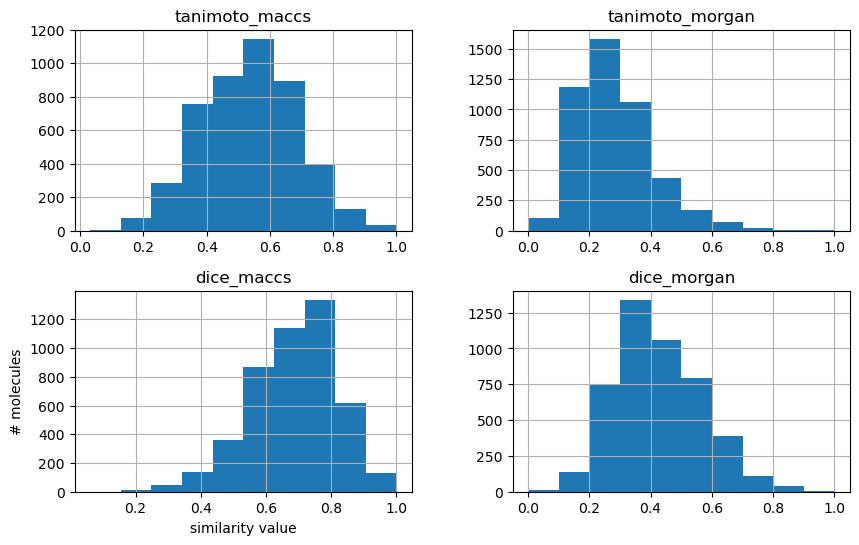 tanimoto_maccs
1200
1000
800
600
400
200
0
0.0 0.2 0.4 0.6 0.8 1.0
tanimoto_morgan
1500
1250
1000
750
500
250
0
0.0 0.2 0.4 0.6 0.8 1.0
dice_maccs
# molecules
1200
1000
800
600
400
200
0
0.2 0.4 0.6 0.8 1.0
similarity value
dice_morgan
1250
1000
750
500
250
0
0.0 0.2 0.4 0.6 0.8 1.0